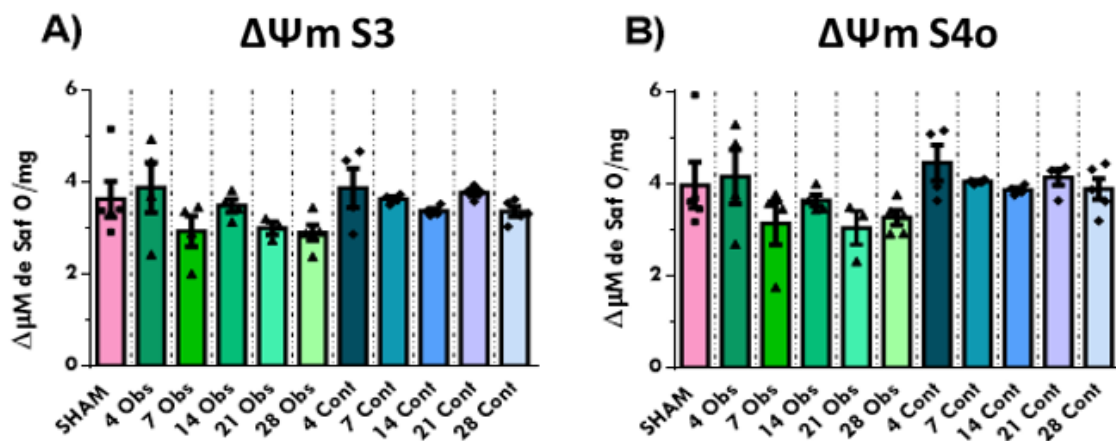 A) ΔΨm S3
ΔµM de Saf O/mg
6
4
2
0
SHAM
4 Obs
7 Obs
14 Obs
21 Obs
28 Obs
4 Cont
7 Cont
14 Cont
21 Cont
28 Cont
B) ΔΨm S4o
ΔµM de Saf O/mg
6
4
2
0
SHAM
4 Obs
7 Obs
14 Obs
21 Obs
28 Obs
4 Cont
7 Cont
14 Cont
21 Cont
28 Cont